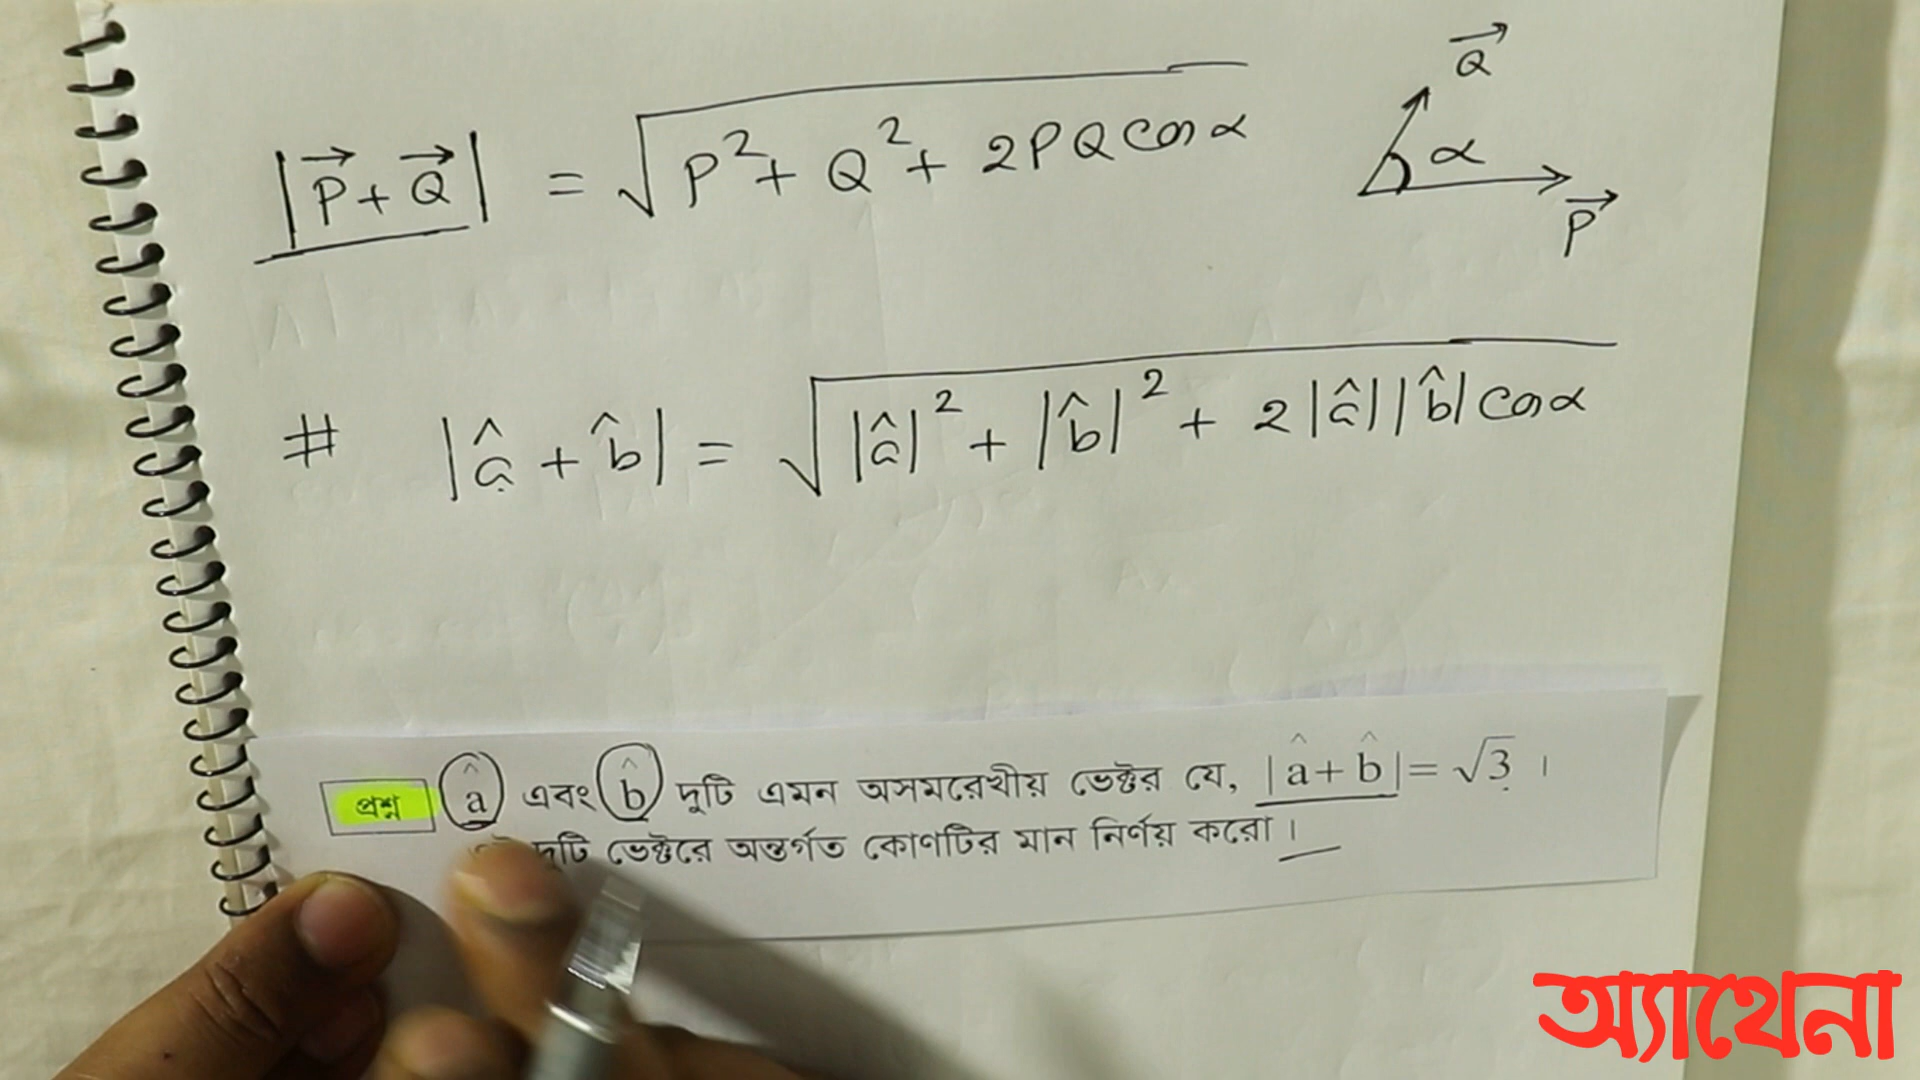 |P⃗ + Q⃗| = √(P² + Q² + 2PQ cos α)
Q⃗
α
P⃗
# |â + b̂| = √(|â|² + |b̂|² + 2|â||b̂| cos α)
প্রশ্ন â এবং b̂ দুটি এমন অসমরেখীয় ভেক্টর যে, |â + b̂| = √3 ।
দুটি ভেক্টরে অন্তর্গত কোণটির মান নির্ণয় করো।
অ্যাথেনা